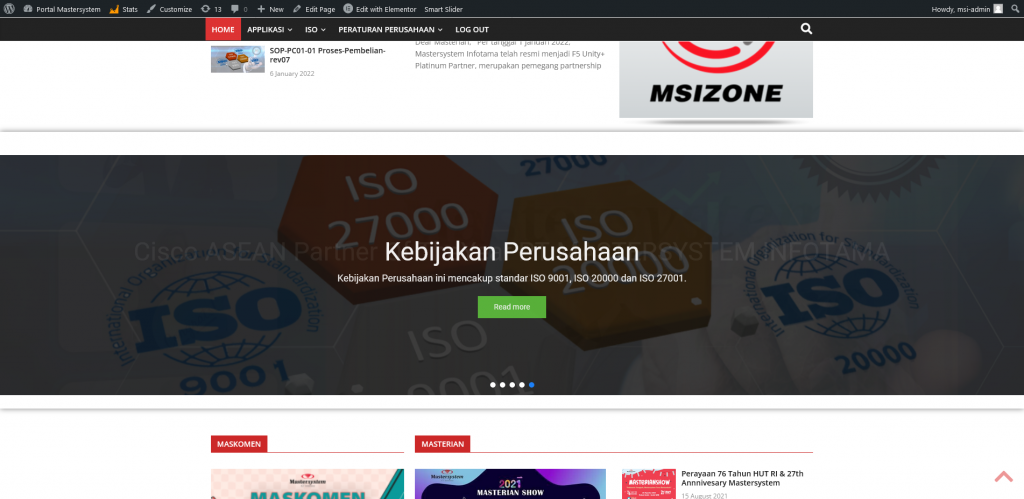 Portal Mastersystem Stats Customize 13 0 New Edit Page Edit with Elementor Smart Slider Howdy, msi-admin
HOME APPLIKASI ISO PERATURAN PERUSAHAAN LOG OUT
SOP-PC01-01 Proses-Pembelian-
rev07
6 January 2022
Dear Masterian, Per tanggal 1 Januari 2022,
Mastersystem Infotama telah resmi menjadi F5 Unity+
Platinum Partner, merupakan pemegang partnership
MSIZONE
ISO
27000
27000
Cisco ASEAN Partner
ERSYSTEM INFOTAMA
Kebijakan Perusahaan
Kebijakan Perusahaan ini mencakup standar ISO 9001, ISO 20000 dan ISO 27001.
Read more
ISO
9001
ISO
ISO
20000
MASKOMEN
MASTERIAN
Mastersystem
MASKOMEN
Mastersystem
2021
MASTERIAN SHOW
MASTERIANSHOW
Perayaan 76 Tahun HUT RI & 27th
Annnivesary Mastersystem
15 August 2021